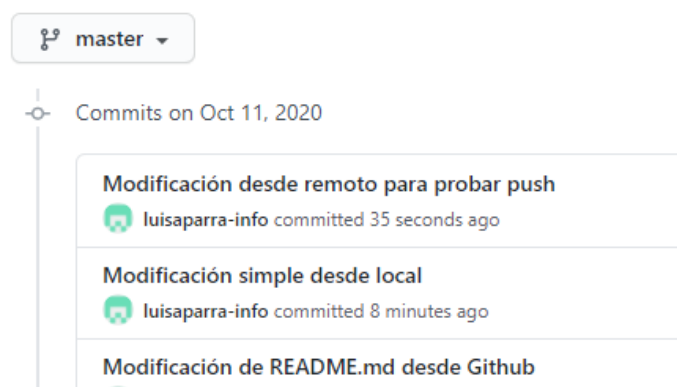 master
Commits on Oct 11, 2020
Modificación desde remoto para probar push
luisaparra-info committed 35 seconds ago
Modificación simple desde local
luisaparra-info committed 8 minutes ago
Modificación de README.md desde Github